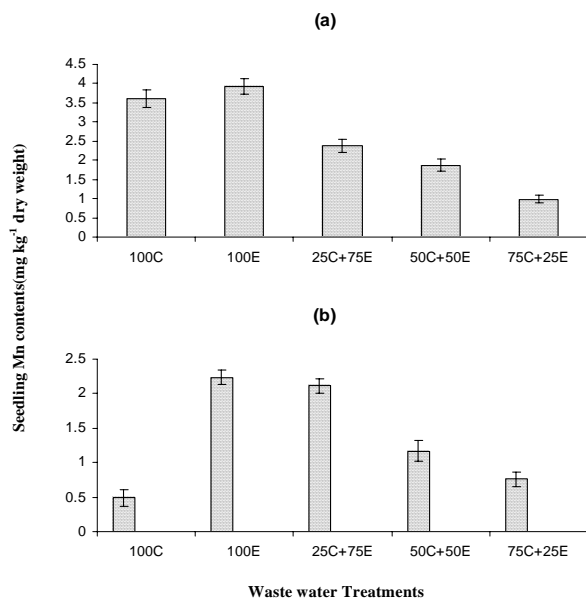 (a)
Seedling Mn contents(mg kg⁻¹ dry weight)
4.5
4
3.5
3
2.5
2
1.5
1
0.5
0
100C 100E 25C+75E 50C+50E 75C+25E
(b)
2.5
2
1.5
1
0.5
0
100C 100E 25C+75E 50C+50E 75C+25E
Waste water Treatments